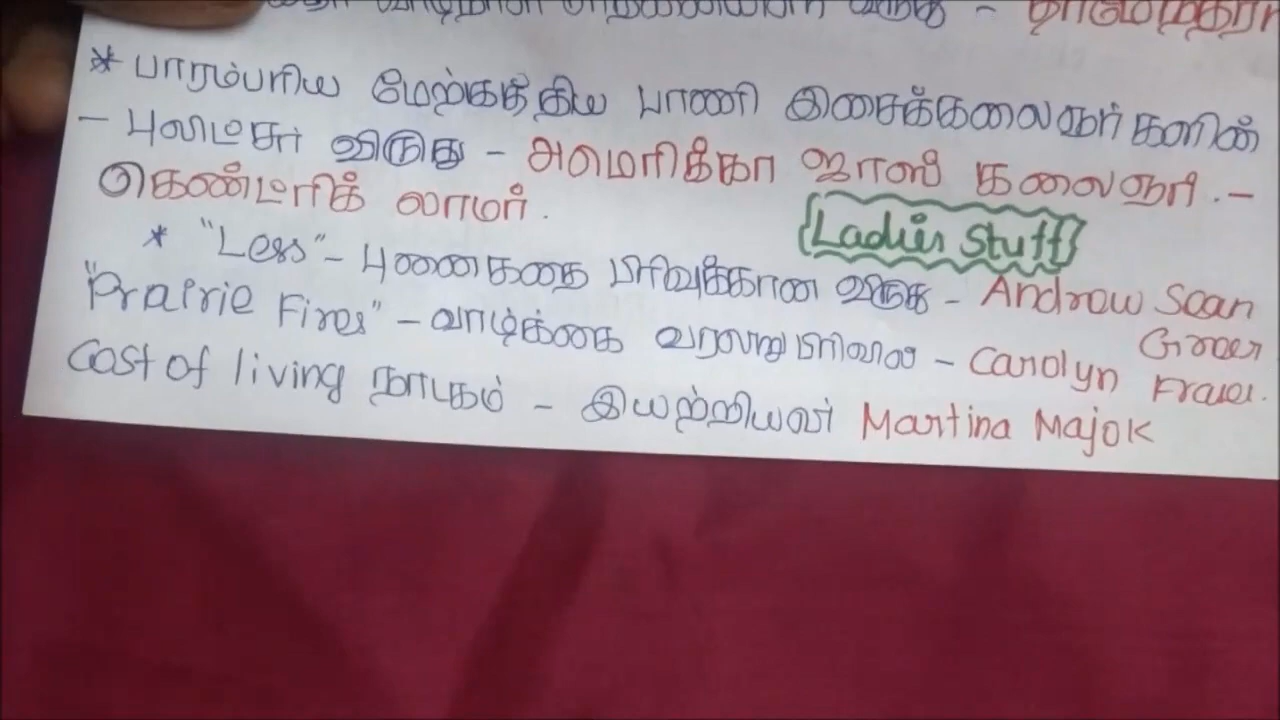 விருது -
* பாரம்பரிய மேற்கத்திய பாணி இசைக்கலைஞர்களின்
- புலிட்சர் விருது - அமெரிக்கா ஜாஸ் கலைஞர். -
கெண்ட்ரிக் லாமர்.
{Ladies Stuff}
* "Less" - புனைகதை பிரிவுக்கான விருது - Andrew Sean
Greer
"Prairie Fires" - வாழ்க்கை வரலாறு பிரிவில் - Carolyn Fraser.
Cost of living நாடகம் - இயற்றியவர் Martina Majok